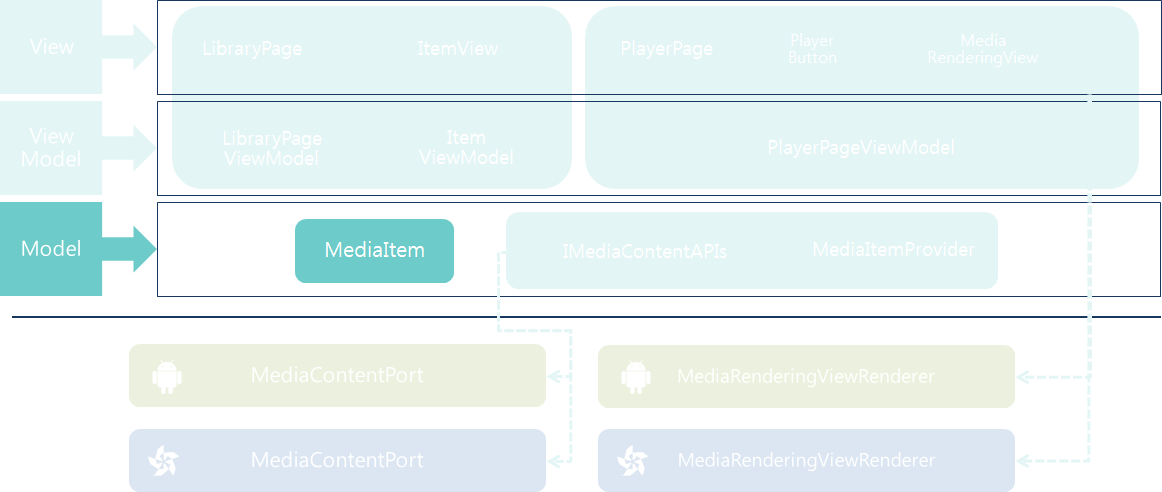 View
LibraryPage
ItemView
PlayerPage
Player
Button
Media
RenderingView
View
Model
LibraryPage
ViewModel
Item
ViewModel
PlayerPageViewModel
Model
MediaItem
IMediaContentAPIs
MediaItemProvider
MediaContentPort
MediaRenderingViewRenderer
MediaContentPort
MediaRenderingViewRenderer